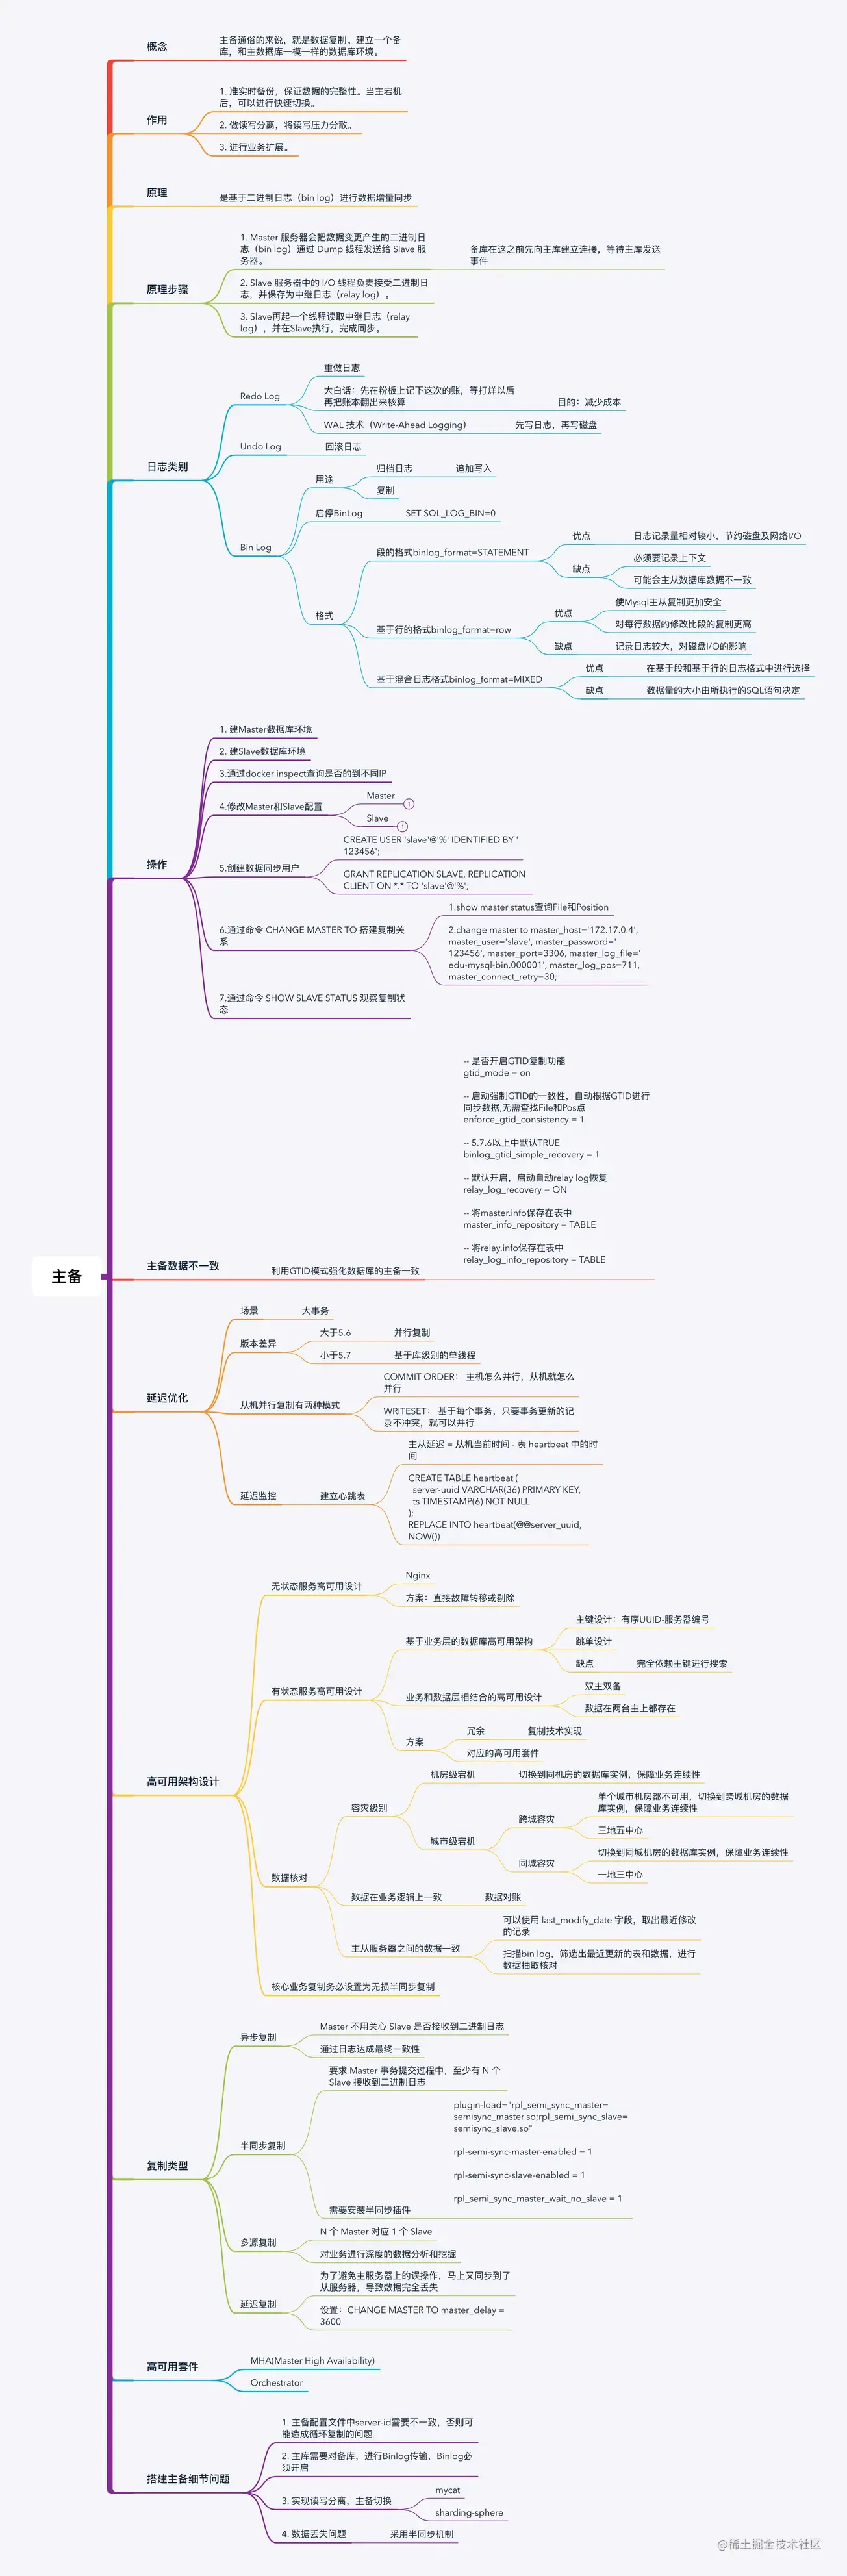 概念
主备通俗的来说，就是数据复制。建立一个备
库，和主数据库一模一样的数据库环境。
作用
1. 准实时备份，保证数据的完整性。当主宕机
后，可以进行快速切换。
2. 做读写分离，将读写压力分散。
3. 进行业务扩展。
原理
是基于二进制日志（bin log）进行数据增量同步
原理步骤
1. Master 服务器会把数据变更产生的二进制日
志（bin log）通过 Dump 线程发送给 Slave 服
务器。
备库在这之前先向主库建立连接，等待主库发送
事件
2. Slave 服务器中的 I/O 线程负责接受二进制日
志，并保存为中继日志（relay log）。
3. Slave再起一个线程读取中继日志（relay
log），并在Slave执行，完成同步。
日志类别
Redo Log
重做日志
大白话：先在粉板上记下这次的账，等打烊以后
再把账本翻出来核算
目的：减少成本
WAL 技术（Write-Ahead Logging）
先写日志，再写磁盘
Undo Log
回滚日志
Bin Log
用途
归档日志
追加写入
复制
启停BinLog
SET SQL_LOG_BIN=0
格式
段的格式binlog_format=STATEMENT
优点
日志记录量相对较小，节约磁盘及网络I/O
缺点
必须要记录上下文
可能会主从数据库数据不一致
基于行的格式binlog_format=row
优点
使Mysql主从复制更加安全
对每行数据的修改比段的复制更高
缺点
记录日志较大，对磁盘I/O的影响
基于混合日志格式binlog_format=MIXED
优点
在基于段和基于行的日志格式中进行选择
缺点
数据量的大小由所执行的SQL语句决定
操作
1. 建Master数据库环境
2. 建Slave数据库环境
3.通过docker inspect查询是否的到不同IP
4.修改Master和Slave配置
Master
1
Slave
1
5.创建数据同步用户
CREATE USER 'slave'@'%' IDENTIFIED BY '
123456';
GRANT REPLICATION SLAVE, REPLICATION
CLIENT ON *.* TO 'slave'@'%';
6.通过命令 CHANGE MASTER TO 搭建复制关
系
1.show master status查询File和Position
2.change master to master_host='172.17.0.4',
master_user='slave', master_password='
123456', master_port=3306, master_log_file='
edu-mysql-bin.000001', master_log_pos=711,
master_connect_retry=30;
7.通过命令 SHOW SLAVE STATUS 观察复制状
态
主备
主备数据不一致
利用GTID模式强化数据库的主备一致
-- 是否开启GTID复制功能
gtid_mode = on
-- 启动强制GTID的一致性，自动根据GTID进行
同步数据,无需查找File和Pos点
enforce_gtid_consistency = 1
-- 5.7.6以上中默认TRUE
binlog_gtid_simple_recovery = 1
-- 默认开启，启动自动relay log恢复
relay_log_recovery = ON
-- 将master.info保存在表中
master_info_repository = TABLE
-- 将relay.info保存在表中
relay_log_info_repository = TABLE
延迟优化
场景
大事务
版本差异
大于5.6
并行复制
小于5.7
基于库级别的单线程
从机并行复制有两种模式
COMMIT ORDER： 主机怎么并行，从机就怎么
并行
WRITESET： 基于每个事务，只要事务更新的记
录不冲突，就可以并行
延迟监控
建立心跳表
主从延迟 = 从机当前时间 - 表 heartbeat 中的时
间
CREATE TABLE heartbeat (
server-uuid VARCHAR(36) PRIMARY KEY,
ts TIMESTAMP(6) NOT NULL
);
REPLACE INTO heartbeat(@@server_uuid,
NOW())
高可用架构设计
无状态服务高可用设计
Nginx
方案：直接故障转移或剔除
有状态服务高可用设计
基于业务层的数据库高可用架构
主键设计：有序UUID-服务器编号
跳单设计
缺点
完全依赖主键进行搜索
业务和数据层相结合的高可用设计
双主双备
数据在两台主上都存在
方案
冗余
复制技术实现
对应的高可用套件
数据核对
容灾级别
机房级宕机
切换到同机房的数据库实例，保障业务连续性
城市级宕机
跨城容灾
单个城市机房都不可用，切换到跨城机房的数据
库实例，保障业务连续性
三地五中心
同城容灾
切换到同城机房的数据库实例，保障业务连续性
一地三中心
数据在业务逻辑上一致
数据对账
主从服务器之间的数据一致
可以使用 last_modify_date 字段，取出最近修改
的记录
扫描bin log，筛选出最近更新的表和数据，进行
数据抽取核对
核心业务复制务必设置为无损半同步复制
复制类型
异步复制
Master 不用关心 Slave 是否接收到二进制日志
通过日志达成最终一致性
半同步复制
要求 Master 事务提交过程中，至少有 N 个
Slave 接收到二进制日志
需要安装半同步插件
plugin-load="rpl_semi_sync_master=
semisync_master.so;rpl_semi_sync_slave=
semisync_slave.so"
rpl-semi-sync-master-enabled = 1
rpl-semi-sync-slave-enabled = 1
rpl_semi_sync_master_wait_no_slave = 1
多源复制
N 个 Master 对应 1 个 Slave
对业务进行深度的数据分析和挖掘
延迟复制
为了避免主服务器上的误操作，马上又同步到了
从服务器，导致数据完全丢失
设置：CHANGE MASTER TO master_delay =
3600
高可用套件
MHA(Master High Availability)
Orchestrator
搭建主备细节问题
1. 主备配置文件中server-id需要不一致，否则可
能造成循环复制的问题
2. 主库需要对备库，进行Binlog传输，Binlog必
须开启
3. 实现读写分离，主备切换
mycat
sharding-sphere
4. 数据丢失问题
采用半同步机制
@稀土掘金技术社区